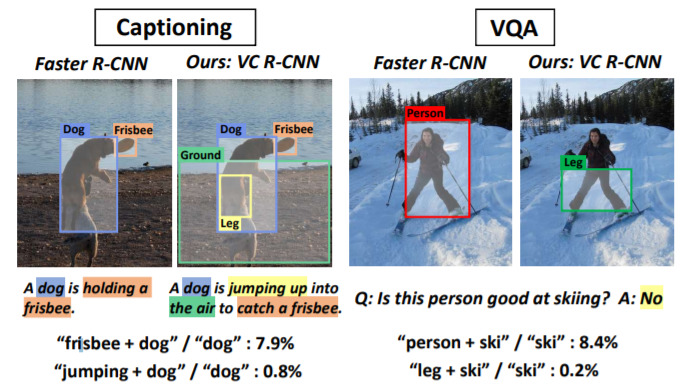 Captioning
VQA
Faster R-CNN
Ours: VC R-CNN
Faster R-CNN
Ours: VC R-CNN
Dog
Frisbee
Dog
Frisbee
Ground
Leg
Person
Leg
A dog is holding a
frisbee.
A dog is jumping up into
the air to catch a frisbee.
Q: Is this person good at skiing? A: No
“frisbee + dog” / “dog” : 7.9%
“jumping + dog” / “dog” : 0.8%
“person + ski” / “ski” : 8.4%
“leg + ski” / “ski” : 0.2%